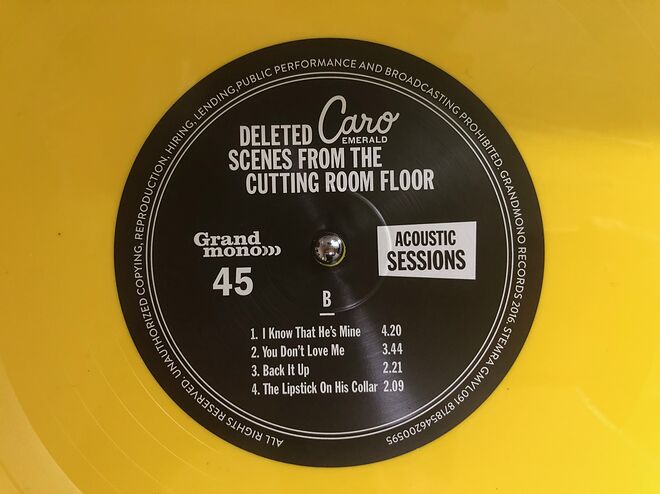 ALL RIGHTS RESERVED. UNAUTHORIZED COPYING, REPRODUCTION, HIRING, LENDING, PUBLIC PERFORMANCE AND BROADCASTING PROHIBITED. GRANDMONO RECORDS 2016 STEMRA GMVL091 8718546200595
DELETED Caro
EMERALD
SCENES FROM THE
CUTTING ROOM FLOOR
Grand
mono
45
ACOUSTIC
SESSIONS
B
1. I Know That He's Mine 4.20
2. You Don't Love Me 3.44
3. Back It Up 2.21
4. The Lipstick On His Collar 2.09